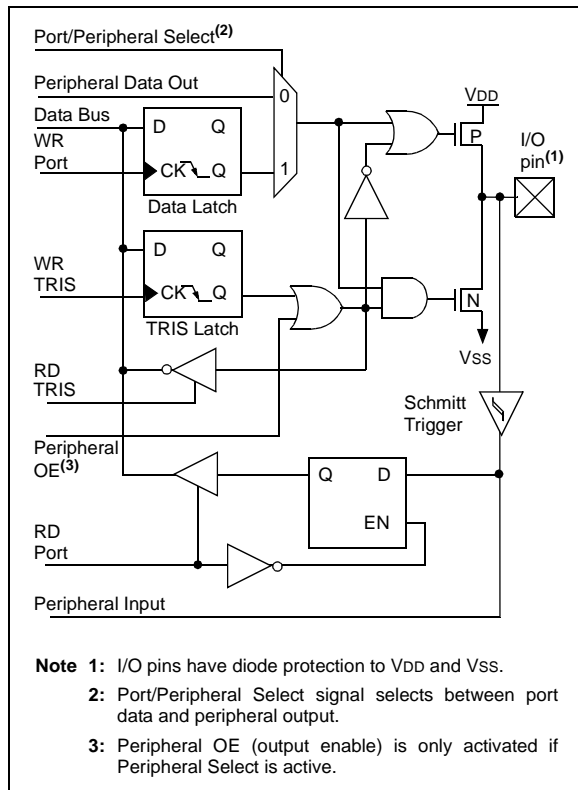 Port/Peripheral Select(2)
Peripheral Data Out
0
VDD
Data Bus
D Q
P
WR
Port
CK Q
1
I/O
pin(1)
Data Latch
D Q
WR
TRIS
CK Q
N
TRIS Latch
VSS
RD
TRIS
Schmitt
Trigger
Peripheral
OE(3)
Q D
EN
RD
Port
Peripheral Input
Note 1: I/O pins have diode protection to VDD and VSS.
2: Port/Peripheral Select signal selects between port
data and peripheral output.
3: Peripheral OE (output enable) is only activated if
Peripheral Select is active.